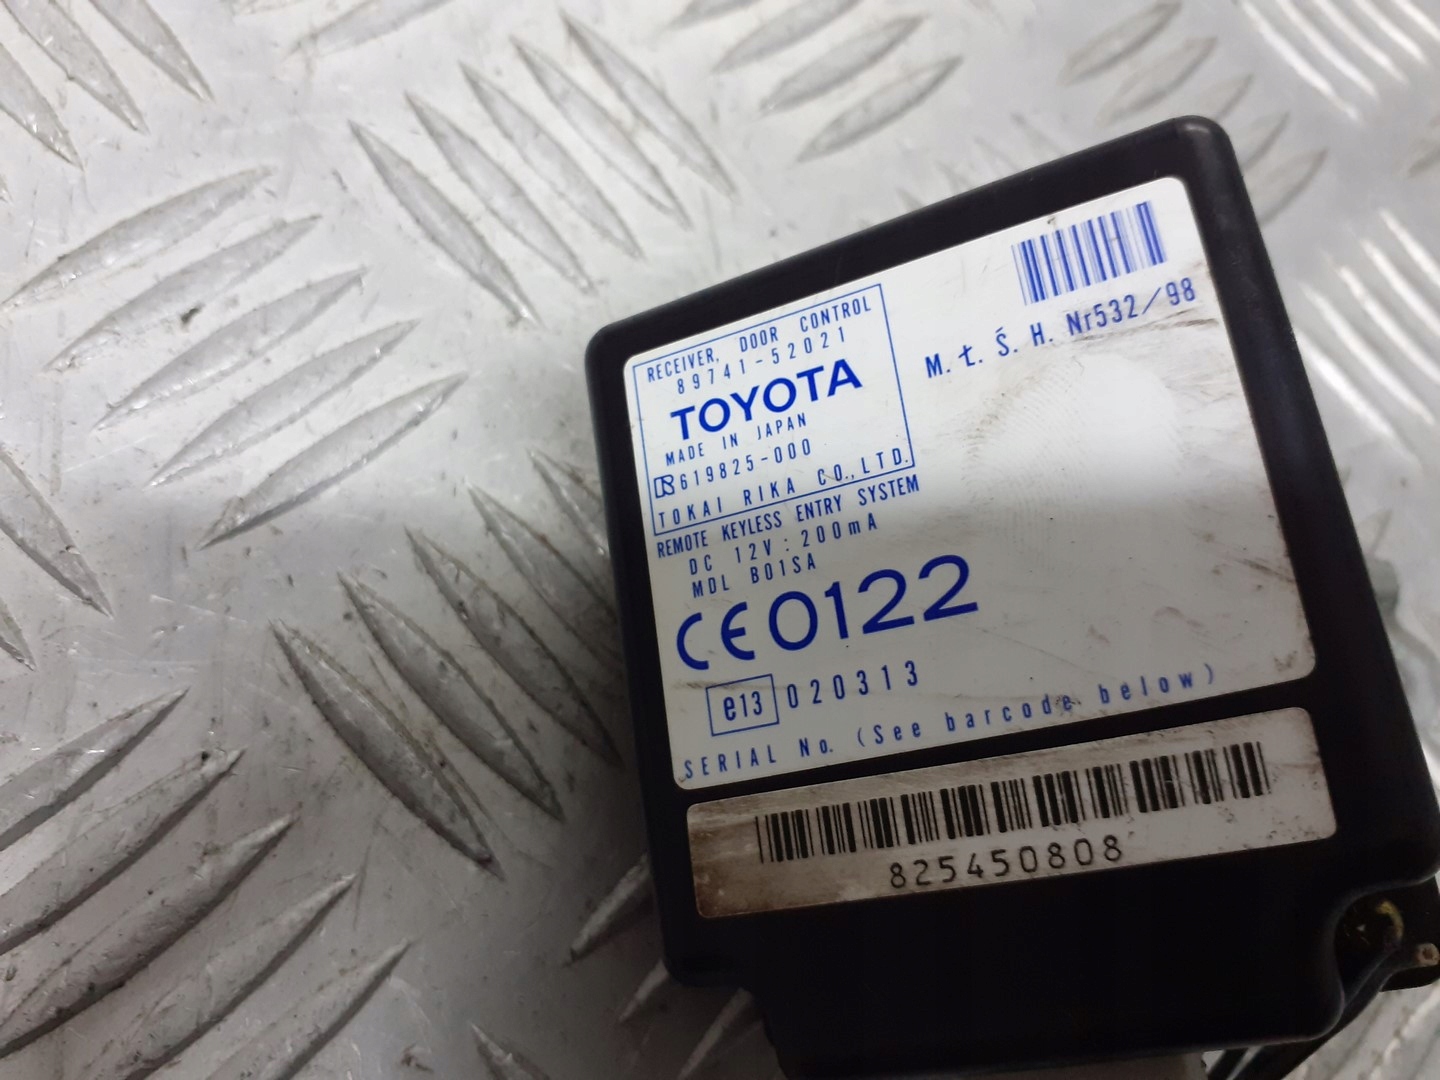 RECEIVER, DOOR CONTROL
89741-52021
TOYOTA
MADE IN JAPAN
619825-000
TOKAI RIKA CO., LTD.
REMOTE KEYLESS ENTRY SYSTEM
DC 12V : 200mA
MDL B01SA
CE0122
e13 020313
SERIAL No. (See barcode below)
M. Ł. Ś. H. Nr532/98
825450808